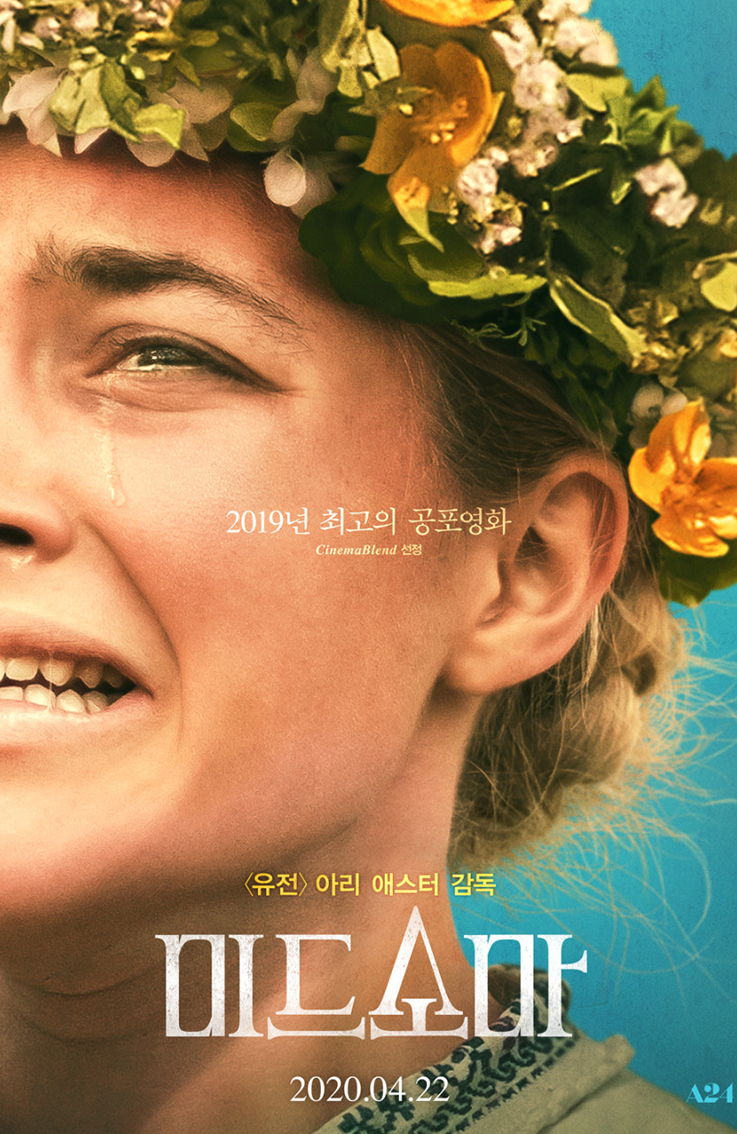 2019년 최고의 공포영화
CinemaBlend 선정
〈유전〉 아리 애스터 감독
미드소마
2020.04.22
A24